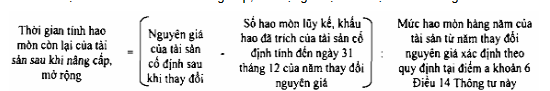 Thời gian tính hao
mòn còn lại của tài
sản sau khi nâng cấp,
mở rộng
=
(
Nguyên giá
của tài sản
cố định sau
khi thay đổi
-
Số hao mòn lũy kế, khấu
hao đã trích của tài sản cố
định tính đến ngày 31
tháng 12 của năm thay đổi
nguyên giá
)
:
Mức hao mòn hàng năm của
tài sản từ năm thay đổi
nguyên giá xác định theo
quy định tại điểm a khoản 6
Điều 14 Thông tư này